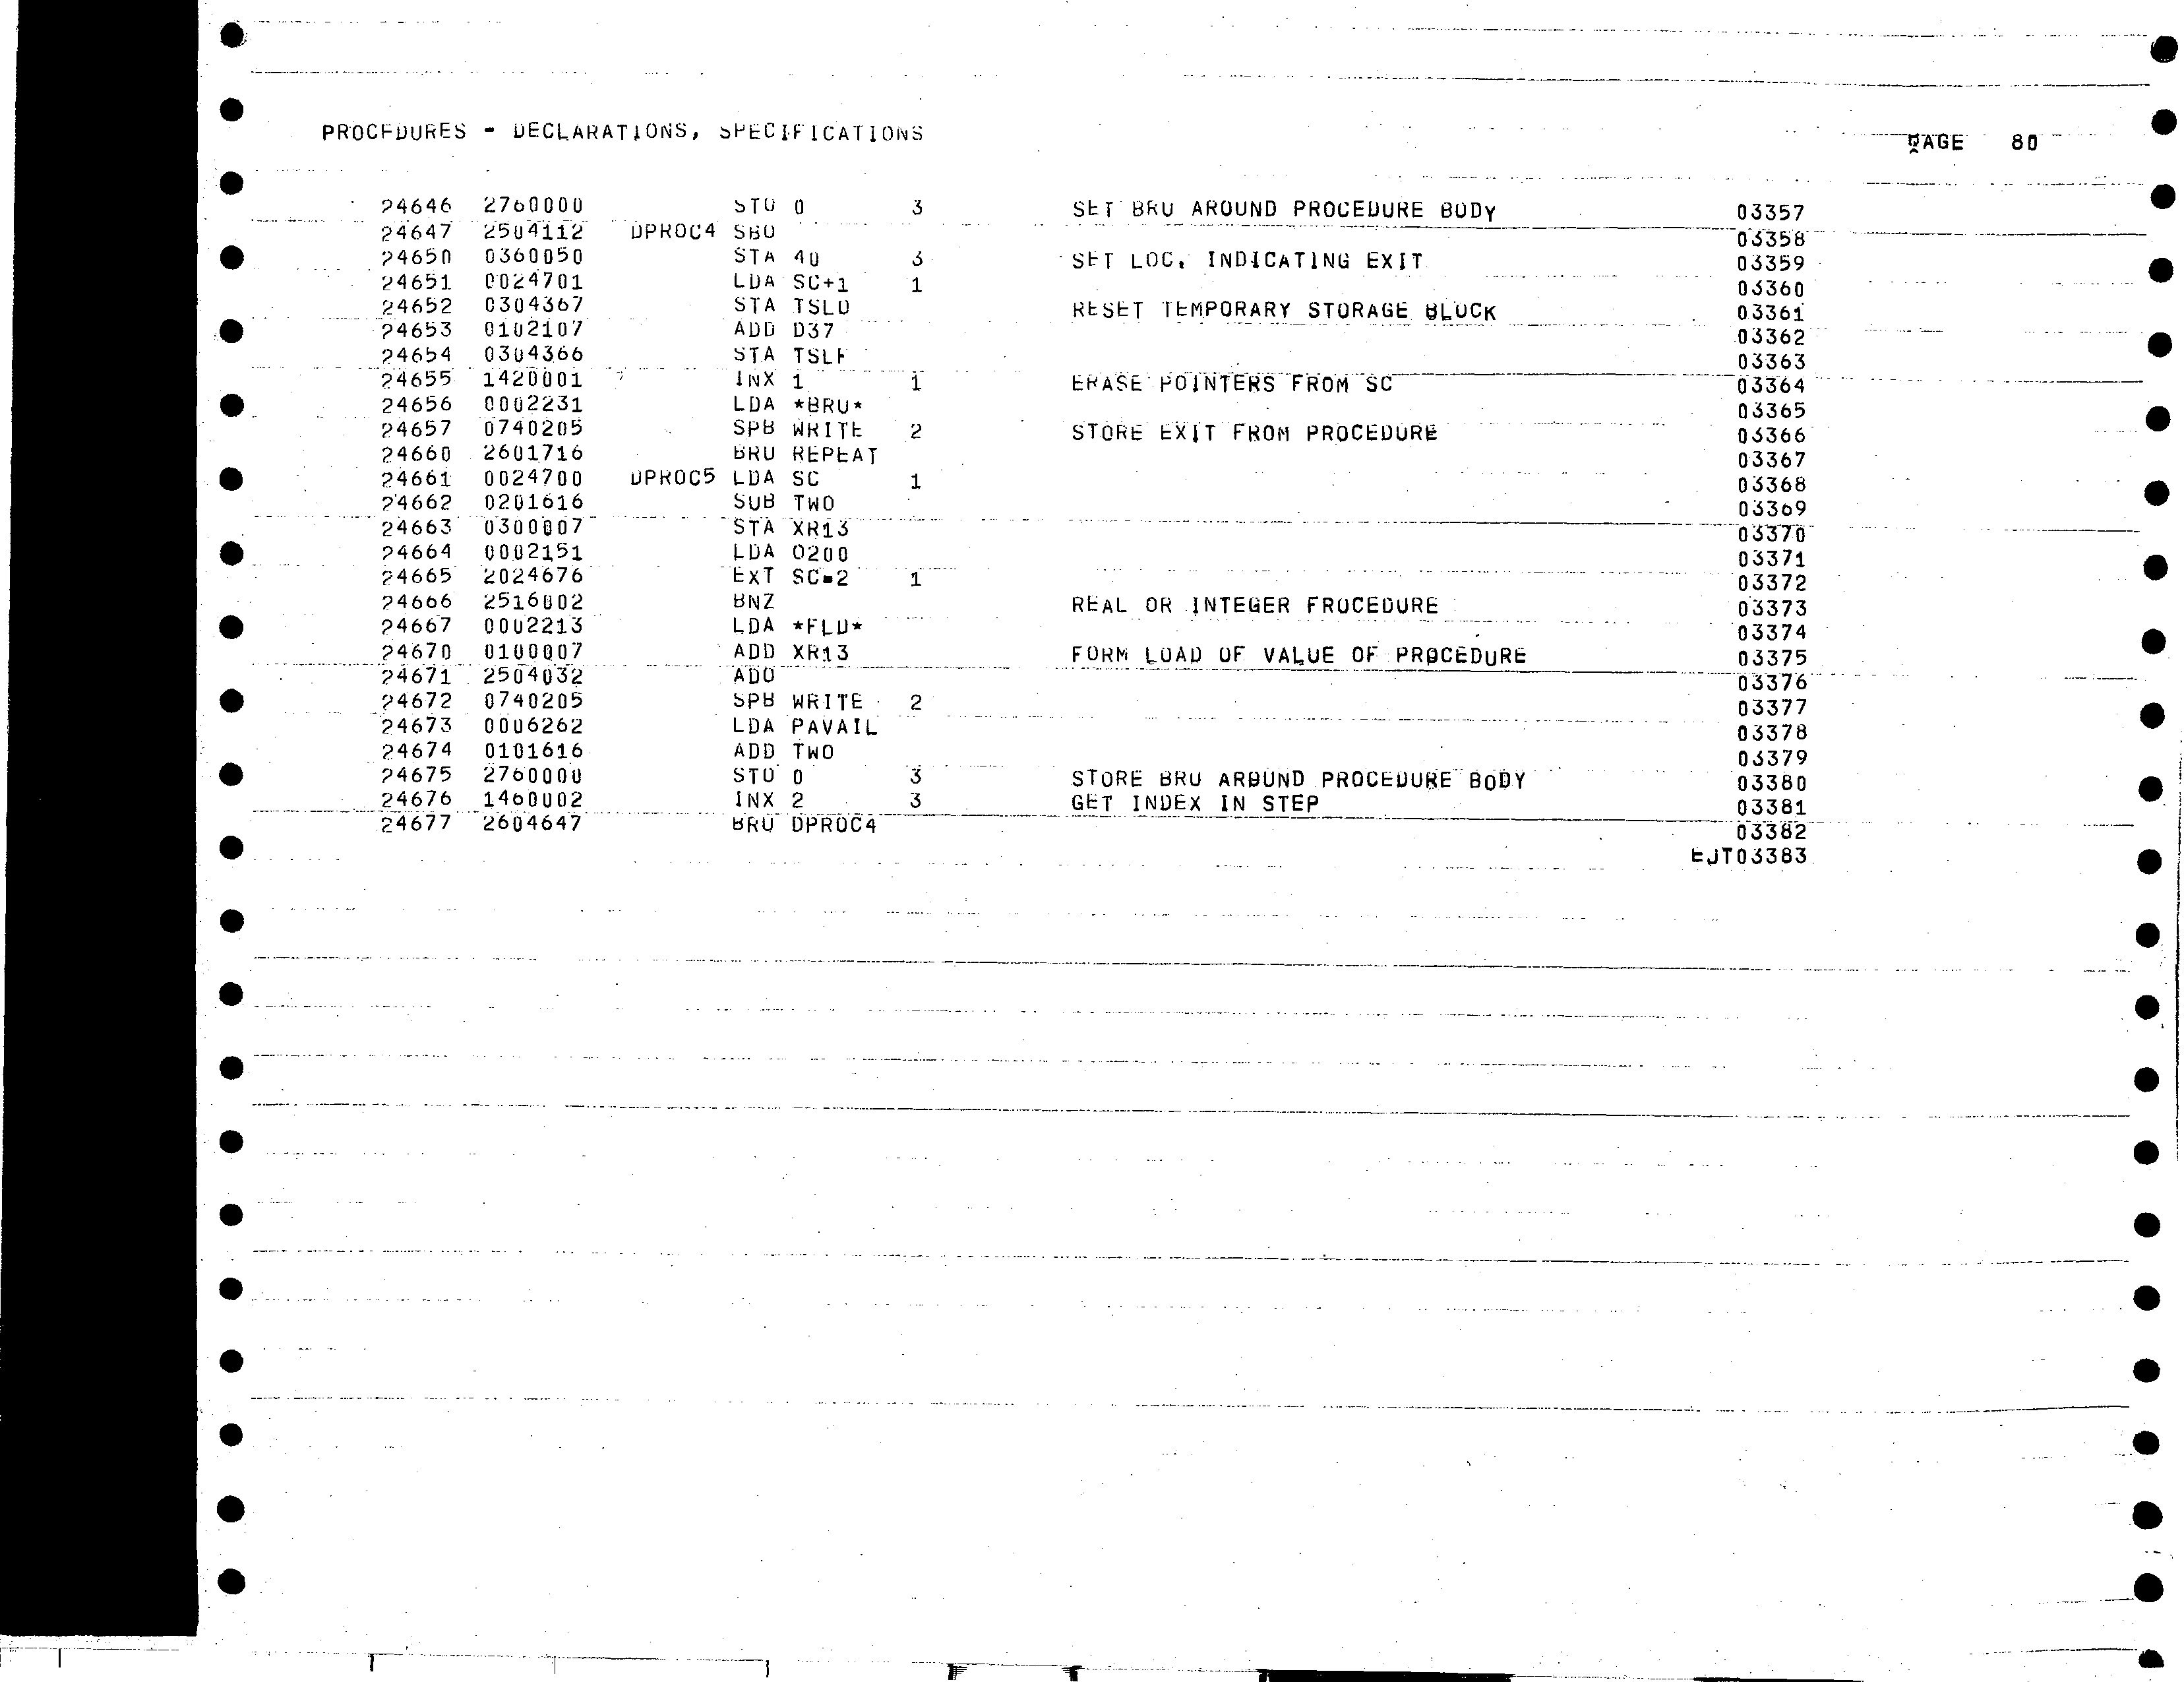 PROCEDURES - DECLARATIONS, SPECIFICATIONS PAGE 80
24646 2760000 STO 0 3 SET BRU AROUND PROCEDURE BODY 03357
24647 2504112 DPROC4 SBO 03358
24650 0360050 STA 40 3 SET LOC. INDICATING EXIT 03359
24651 0024701 LDA SC+1 1 03360
24652 0304367 STA TSLO RESET TEMPORARY STORAGE BLOCK 03361
24653 0102107 ADD D37 03362
24654 0304366 STA TSLF 03363
24655 1420001 INX 1 1 ERASE POINTERS FROM SC 03364
24656 0002231 LDA *BRU* 03365
24657 0740205 SPB WRITE 2 STORE EXIT FROM PROCEDURE 03366
24660 2601716 BRU REPEAT 03367
24661 0024700 DPROC5 LDA SC 1 03368
24662 0201616 SUB TWO 03369
24663 0300007 STA XR13 03370
24664 0002151 LDA O200 03371
24665 2024676 EXT SC-2 1 03372
24666 2516002 BNZ REAL OR INTEGER PROCEDURE 03373
24667 0002213 LDA *FLD* 03374
24670 0100007 ADD XR13 FORM LOAD OF VALUE OF PROCEDURE 03375
24671 2504032 ADO 03376
24672 0740205 SPB WRITE 2 03377
24673 0006262 LDA PAVAIL 03378
24674 0101616 ADD TWO 03379
24675 2760000 STO 0 3 STORE BRU AROUND PROCEDURE BODY 03380
24676 1460002 INX 2 3 GET INDEX IN STEP 03381
24677 2604647 BRU DPROC4 03382
EJT03383